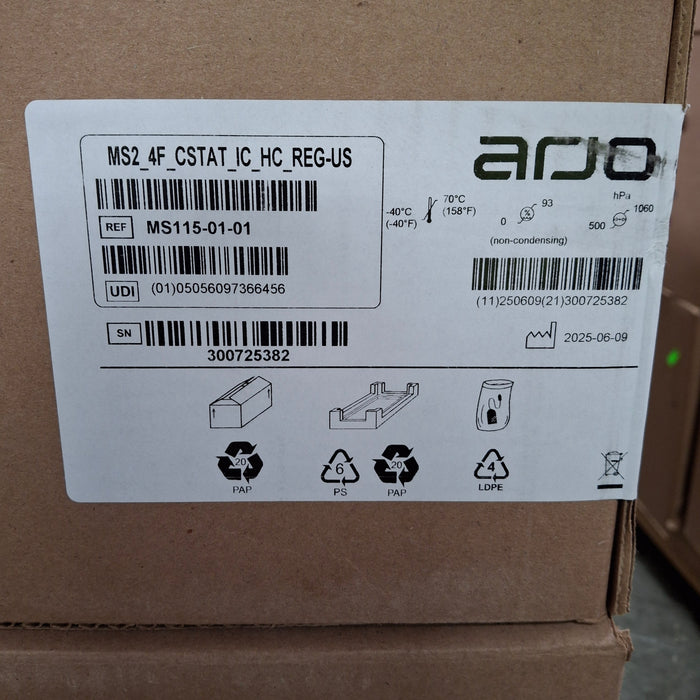 MS2_4F_CSTAT_IC_HC_REG-US
REF MS115-01-01
UDI (01)05056097366456
SN
300725382
arjo
-40°C
(-40°F)
70°C
(158°F)
0 % 93
(non-condensing)
hPa
500 1060
(11)250609(21)300725382
2025-06-09
20
PAP
6
PS
20
PAP
4
LDPE